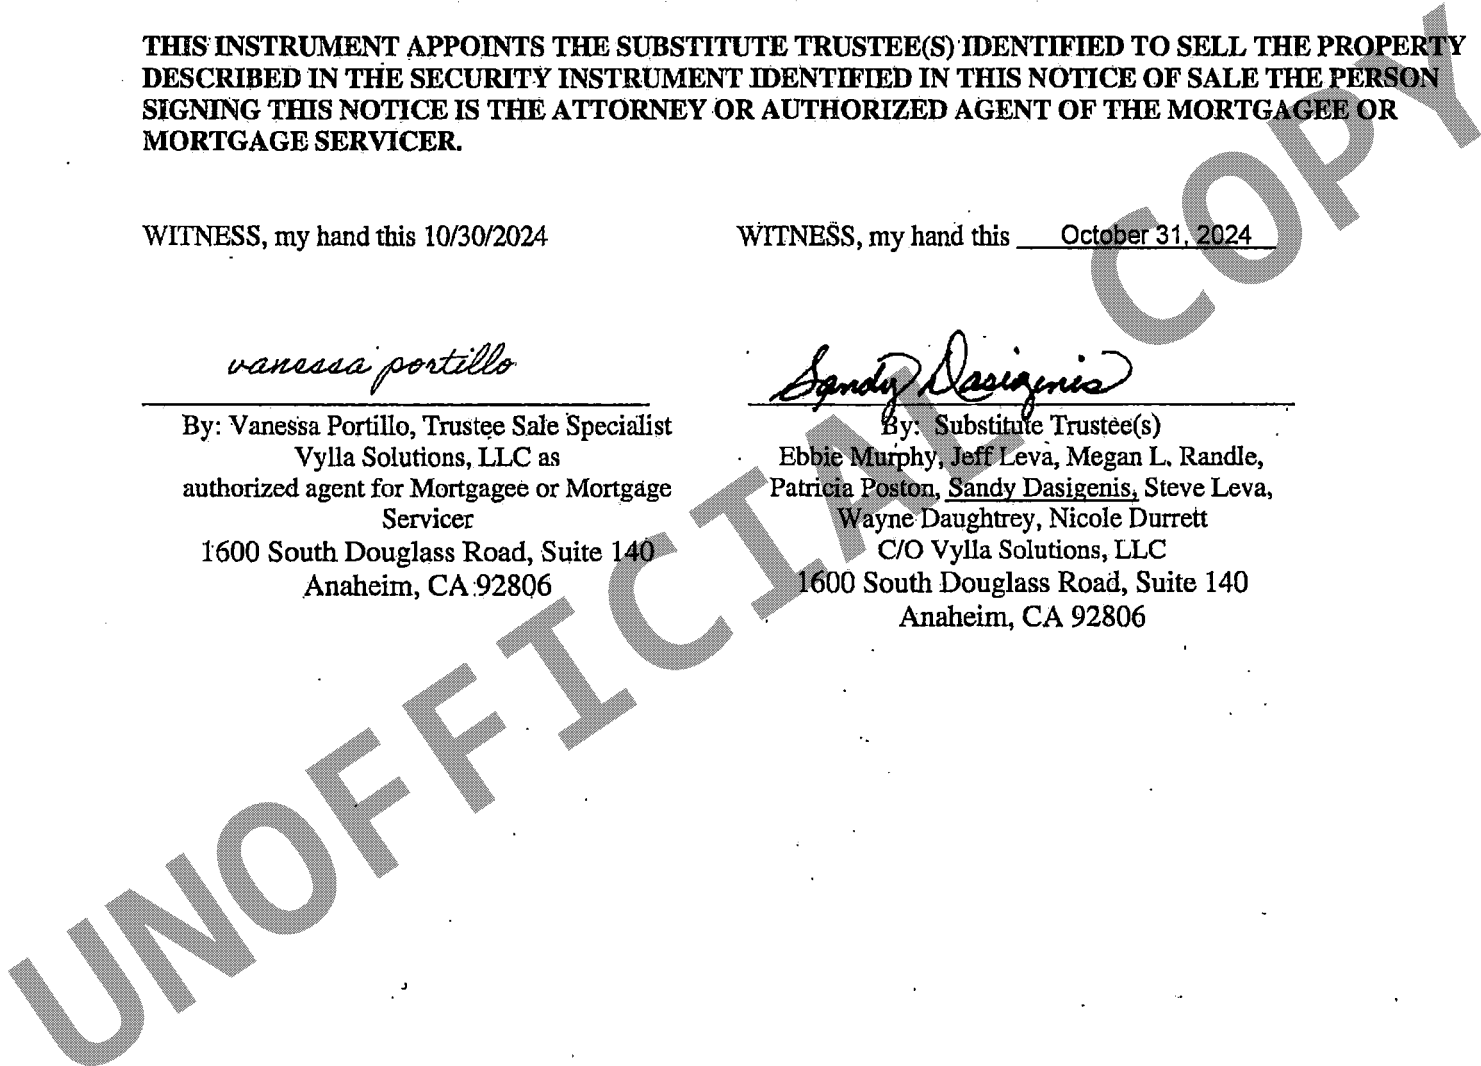 THIS INSTRUMENT APPOINTS THE SUBSTITUTE TRUSTEE(S) IDENTIFIED TO SELL THE PROPERTY
DESCRIBED IN THE SECURITY INSTRUMENT IDENTIFIED IN THIS NOTICE OF SALE THE PERSON
SIGNING THIS NOTICE IS THE ATTORNEY OR AUTHORIZED AGENT OF THE MORTGAGEE OR
MORTGAGE SERVICER.
WITNESS, my hand this 10/30/2024
vanessa portillo
By: Vanessa Portillo, Trustee Sale Specialist
Vylla Solutions, LLC as
authorized agent for Mortgagee or Mortgage
Servicer
1600 South Douglass Road, Suite 140
Anaheim, CA 92806
WITNESS, my hand this October 31, 2024
Sandy Dasigenis
By: Substitute Trustee(s)
Ebbie Murphy, Jeff Leva, Megan L. Randle,
Patricia Poston, Sandy Dasigenis, Steve Leva,
Wayne Daughtrey, Nicole Durrett
C/O Vylla Solutions, LLC
1600 South Douglass Road, Suite 140
Anaheim, CA 92806
UNOFFICIAL COPY